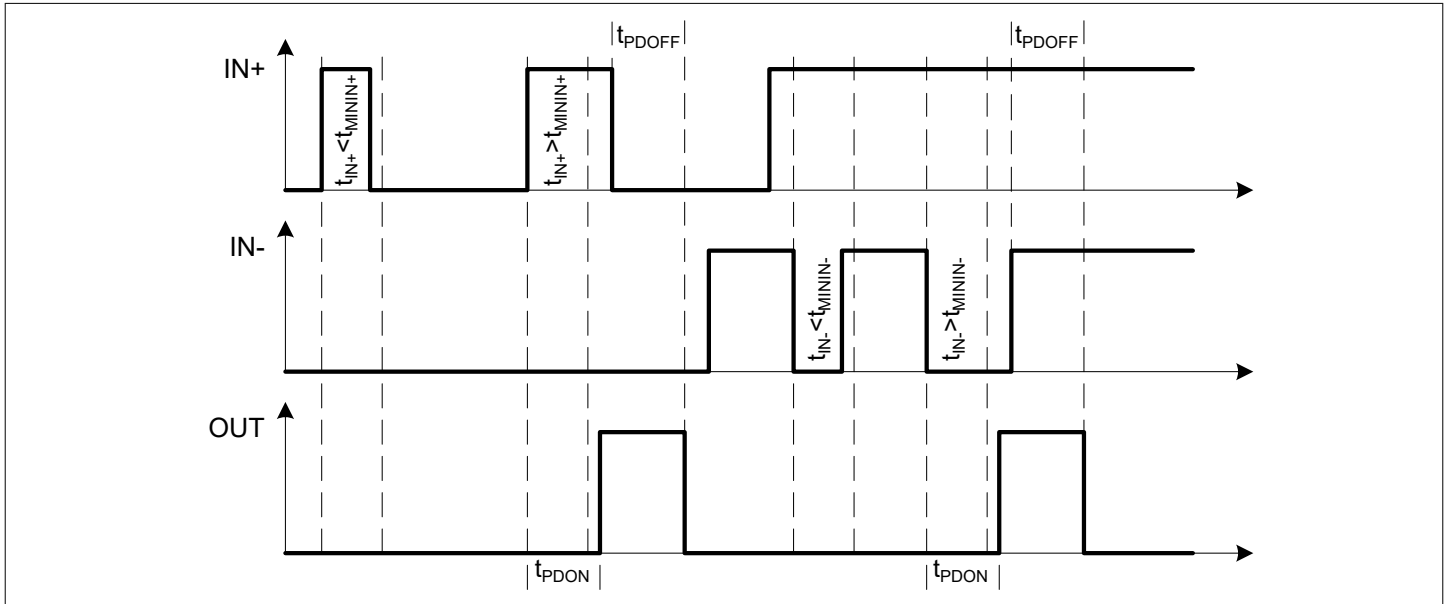 tPDOFF
tPDOFF
IN+
tIN+<tMININ+
tIN+>tMININ+
IN-
tIN-<tMININ-
tIN->tMININ-
OUT
tPDON
tPDON